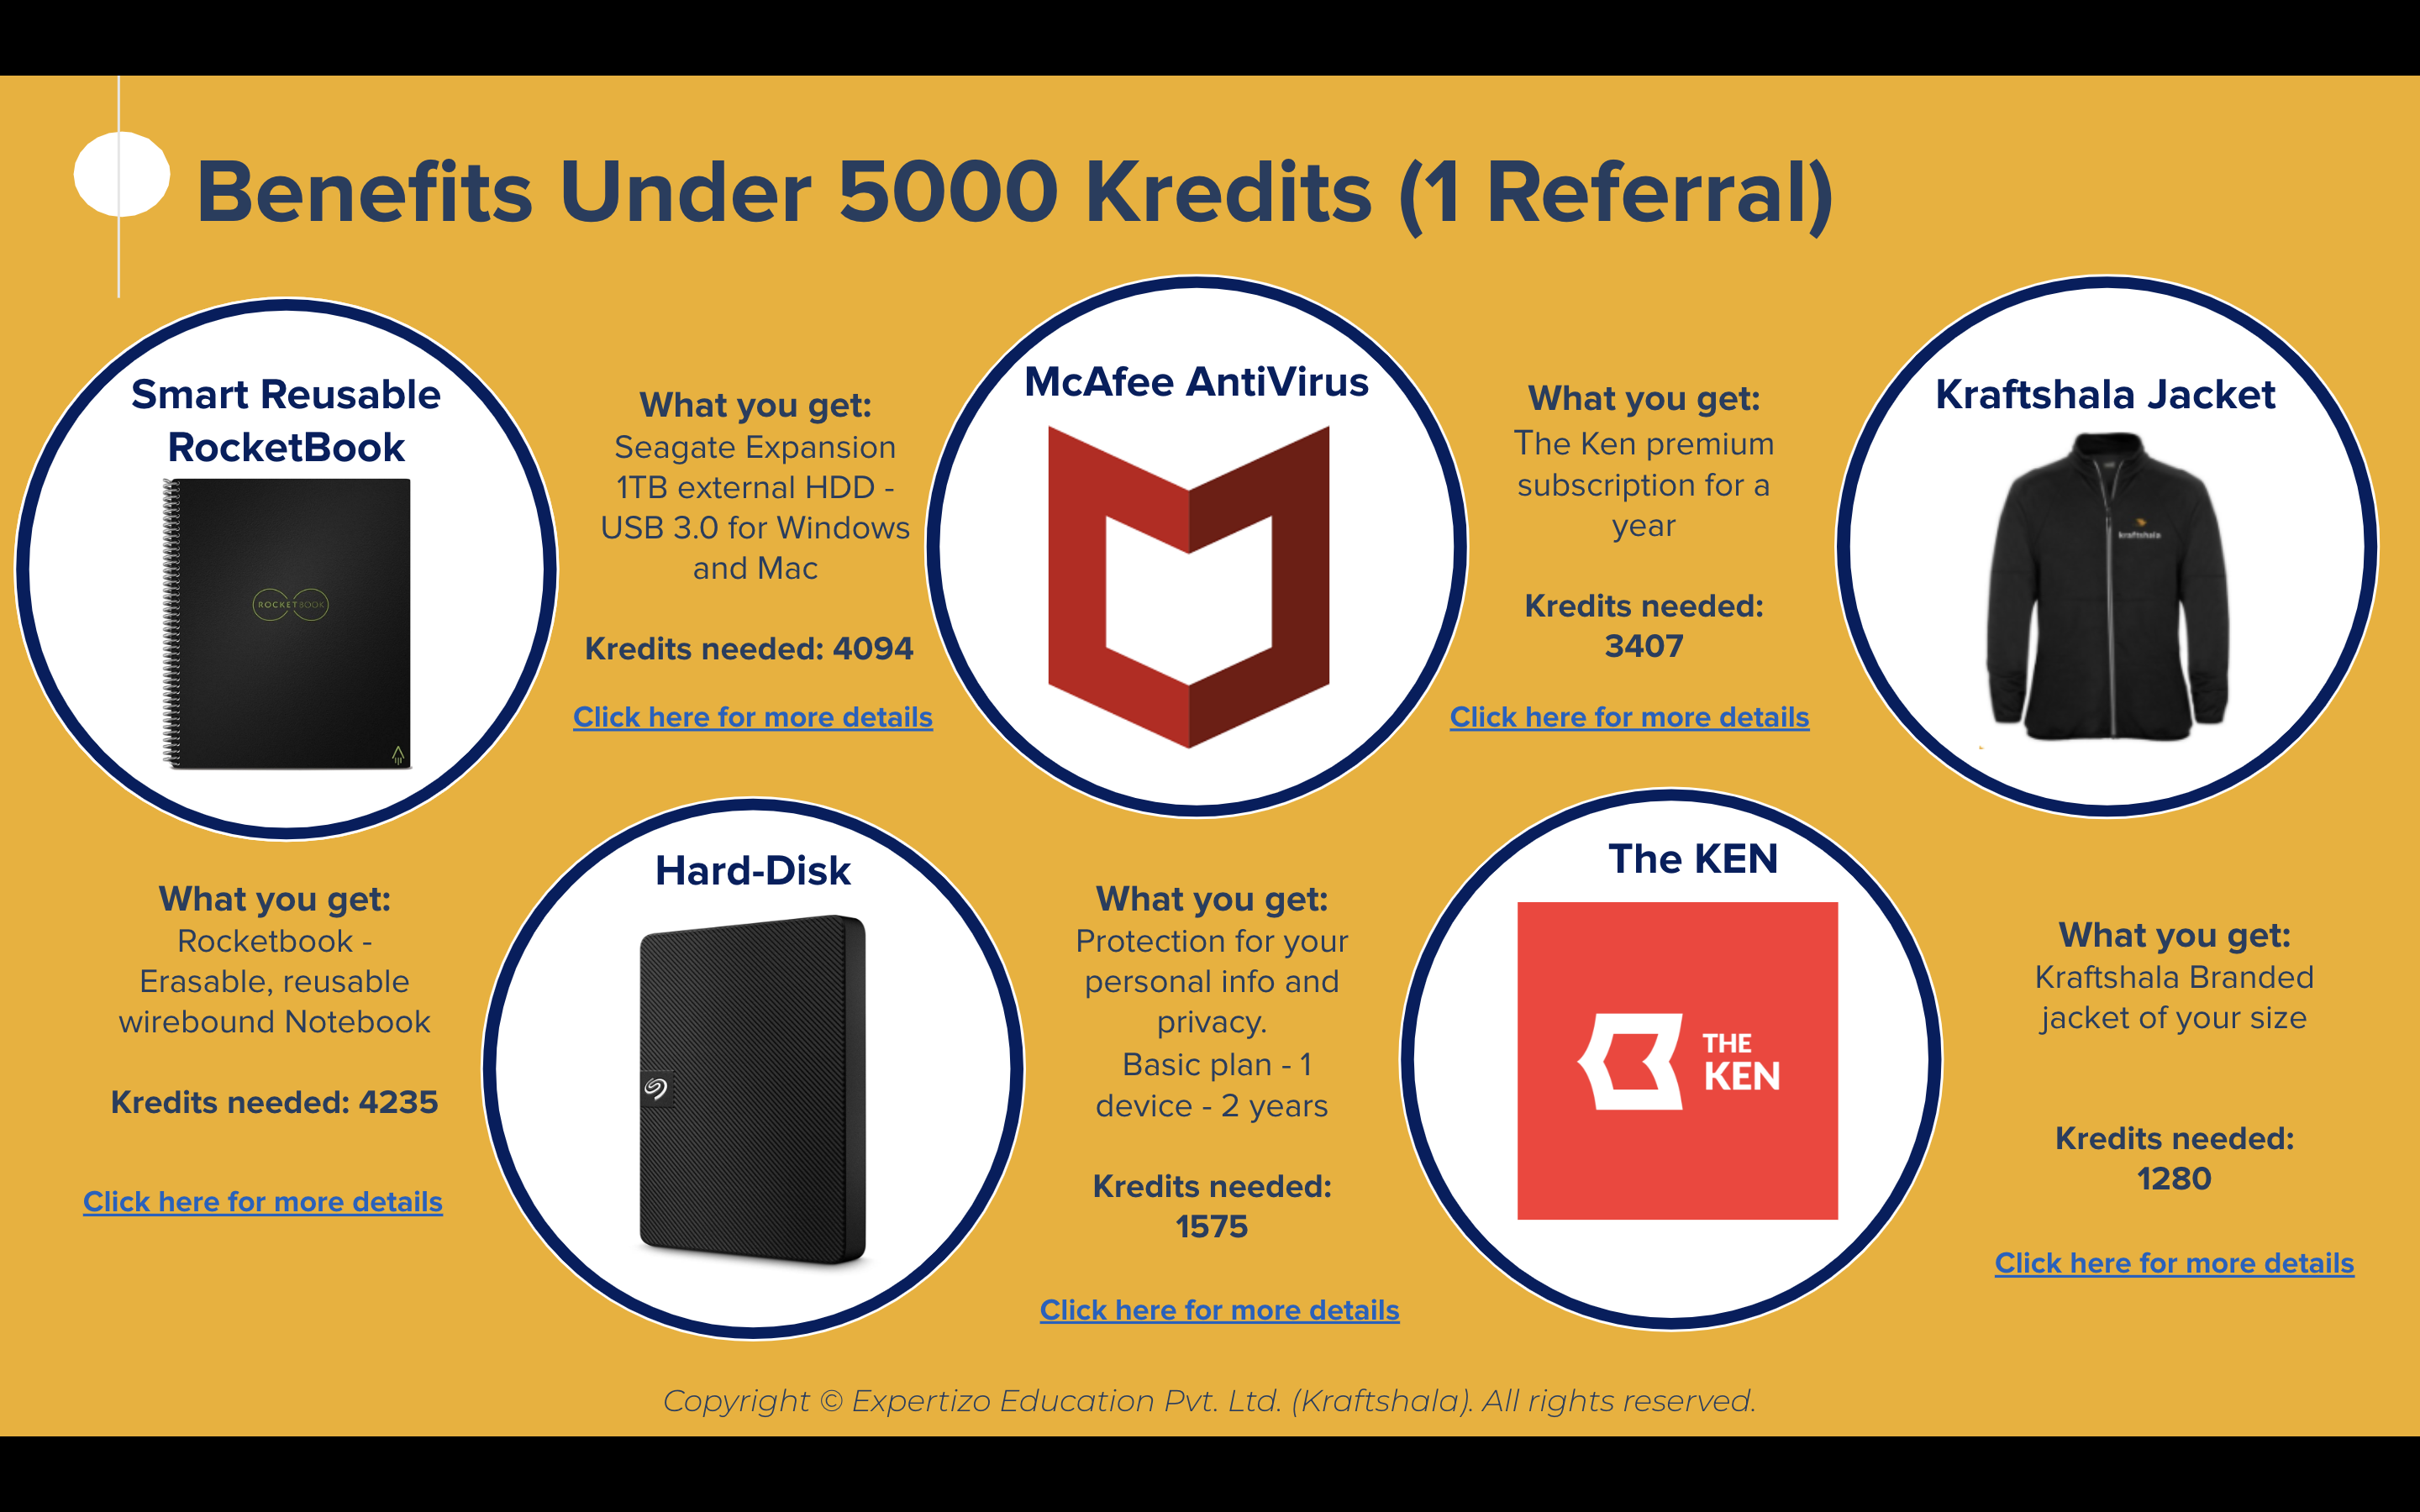 Benefits Under 5000 Kredits (1 Referral)
Smart Reusable
RocketBook
ROCKETBOOK
What you get:
Rocketbook -
Erasable, reusable
wirebound Notebook
Kredits needed: 4235
Click here for more details
What you get:
Seagate Expansion
1TB external HDD -
USB 3.0 for Windows
and Mac
Kredits needed: 4094
Click here for more details
Hard-Disk
McAfee AntiVirus
What you get:
Protection for your
personal info and
privacy.
Basic plan - 1
device - 2 years
Kredits needed:
1575
Click here for more details
What you get:
The Ken premium
subscription for a
year
Kredits needed:
3407
Click here for more details
The KEN
THE
KEN
Kraftshala Jacket
kraftshala
What you get:
Kraftshala Branded
jacket of your size
Kredits needed:
1280
Click here for more details
Copyright © Expertizo Education Pvt. Ltd. (Kraftshala). All rights reserved.